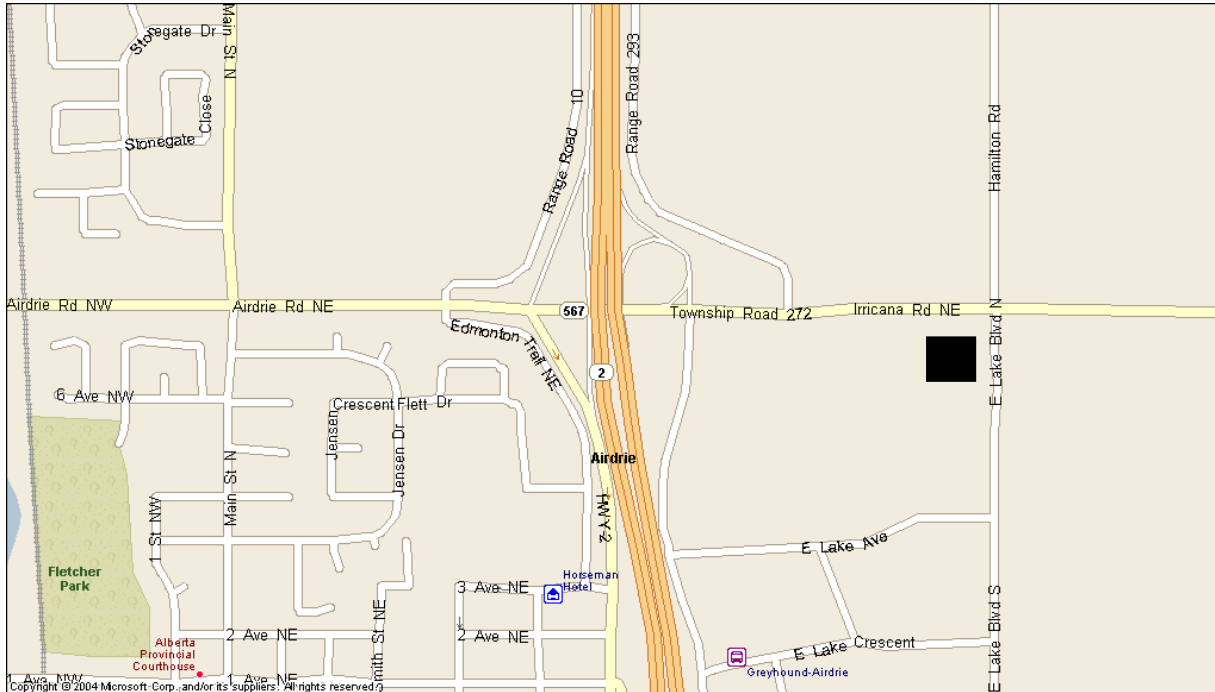 Stonegate Dr
Main St N
Stonegate
Close
Range Road 10
Range Road 293
Hamilton Rd
Airdrie Rd NW
Airdrie Rd NE
567
Township Road 272
Irricana Rd NE
E Lake Blvd N
Edmonton Trail NE
2
6 Ave NW
Crescent
Flett Dr
Jensen
Jensen Dr
Main St N
Airdrie
HWY 2
1 St NW
E Lake Ave
Fletcher
Park
3 Ave NE
Horseman
Hotel
Smith St NE
2 Ave NE
2 Ave NE
Alberta
Provincial
Courthouse
E Lake Crescent
E Lake Blvd S
Greyhound-Airdrie
1 Ave NW
1 Ave NE
Copyright © 2004 Microsoft Corp. and/or its suppliers. All rights reserved.